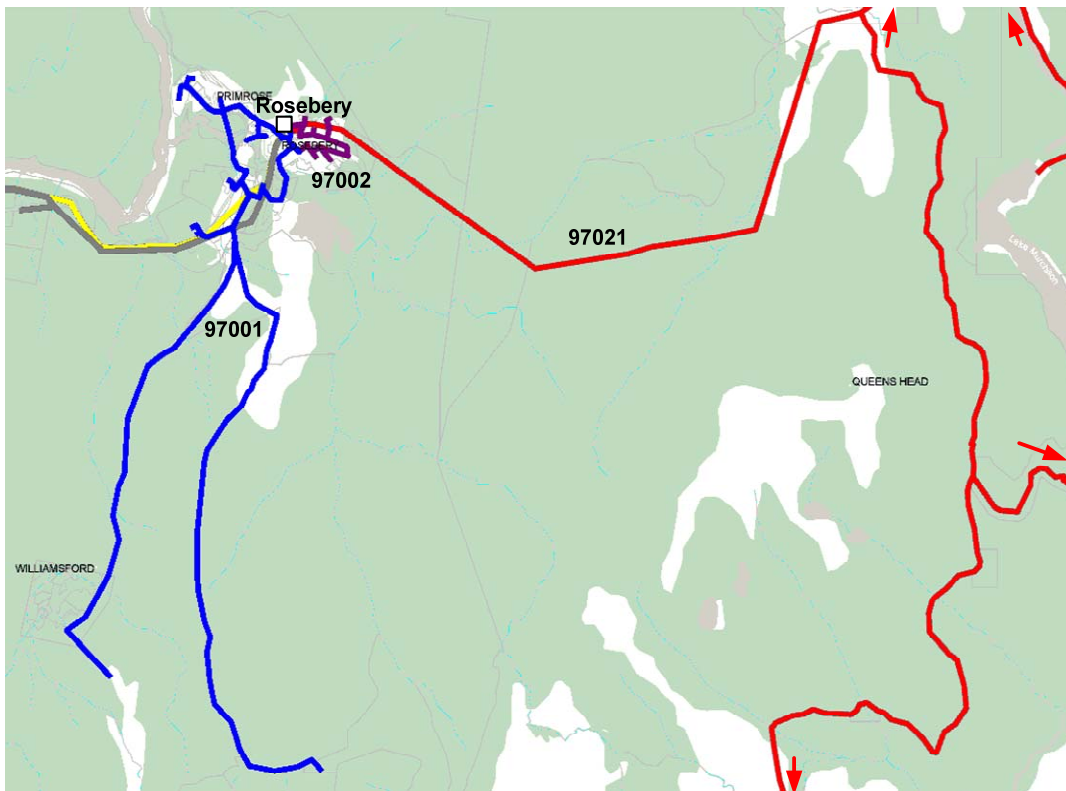 PRIMROSE
Rosebery
ROSEBERY
97002
97021
Lake Murchison
97001
QUEENS HEAD
WILLIAMSFORD